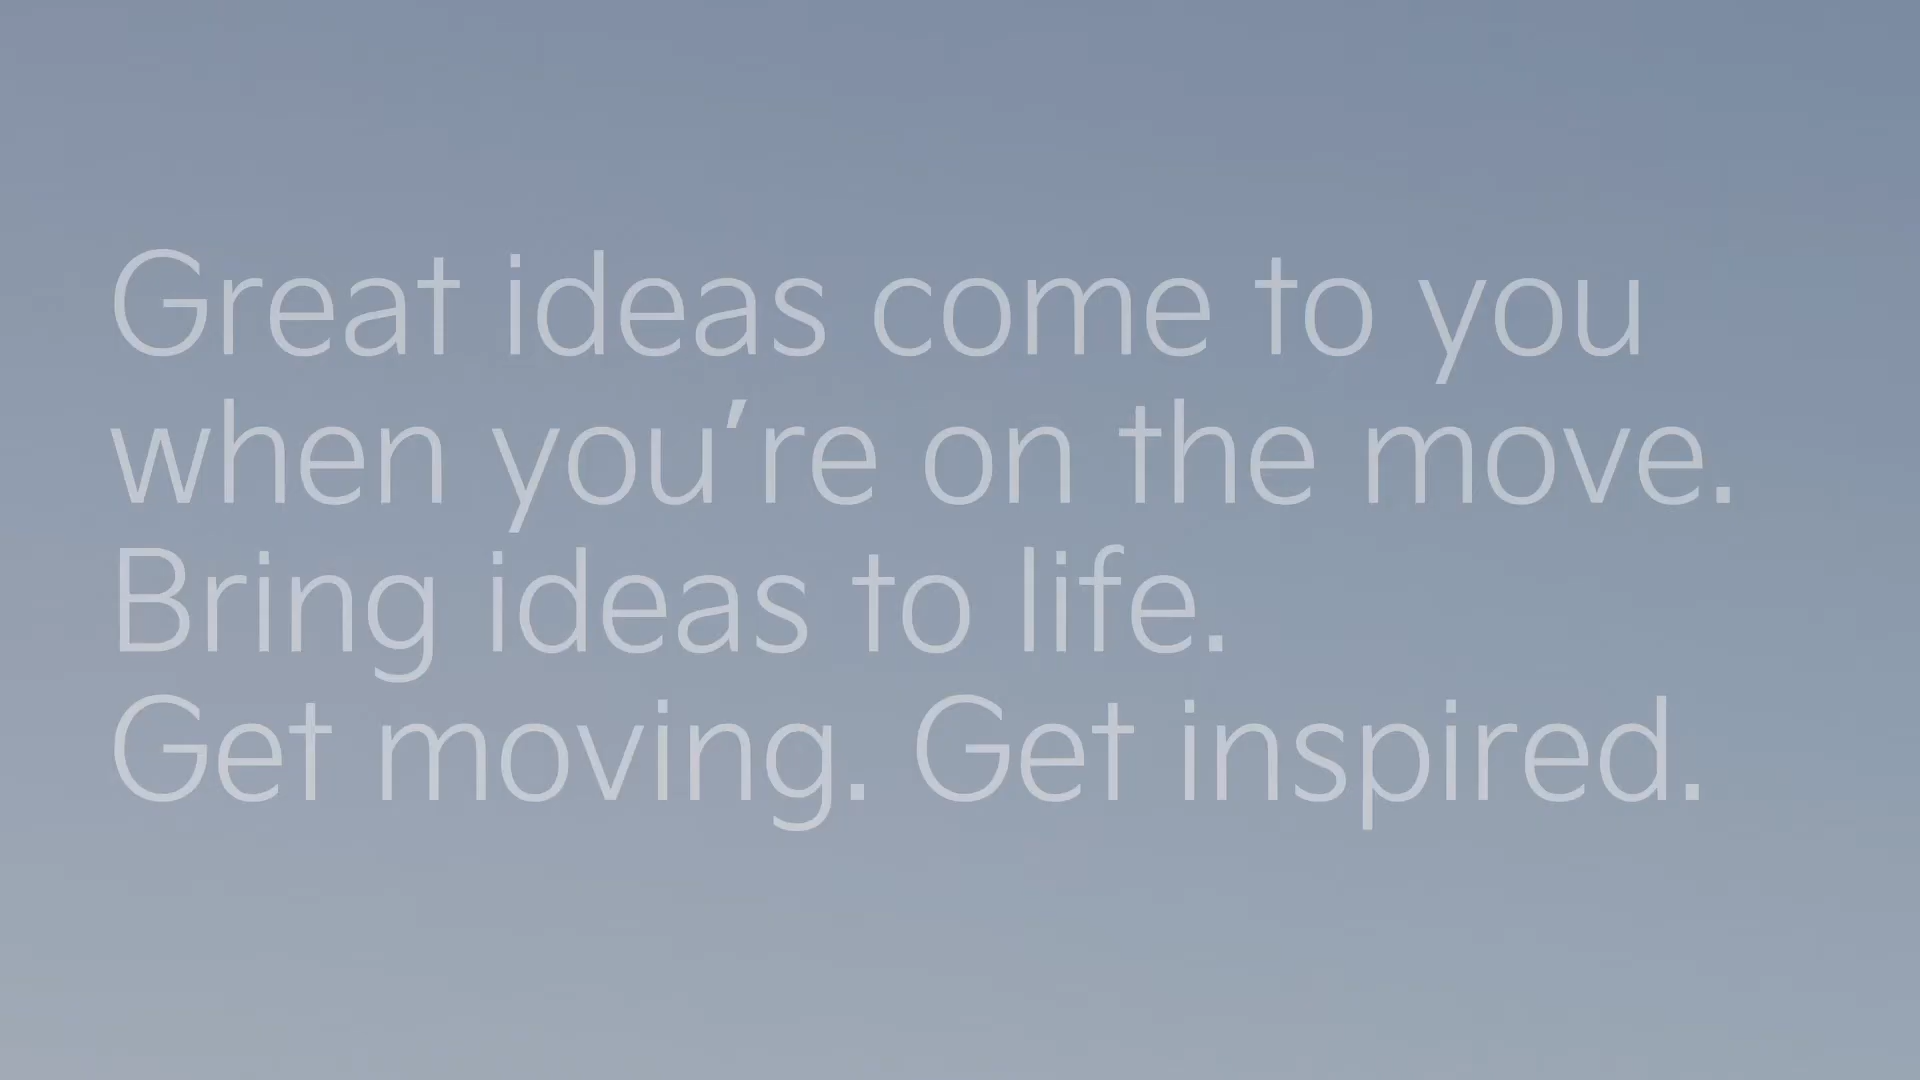 Great ideas come to you
when you’re on the move.
Bring ideas to life.
Get moving. Get inspired.